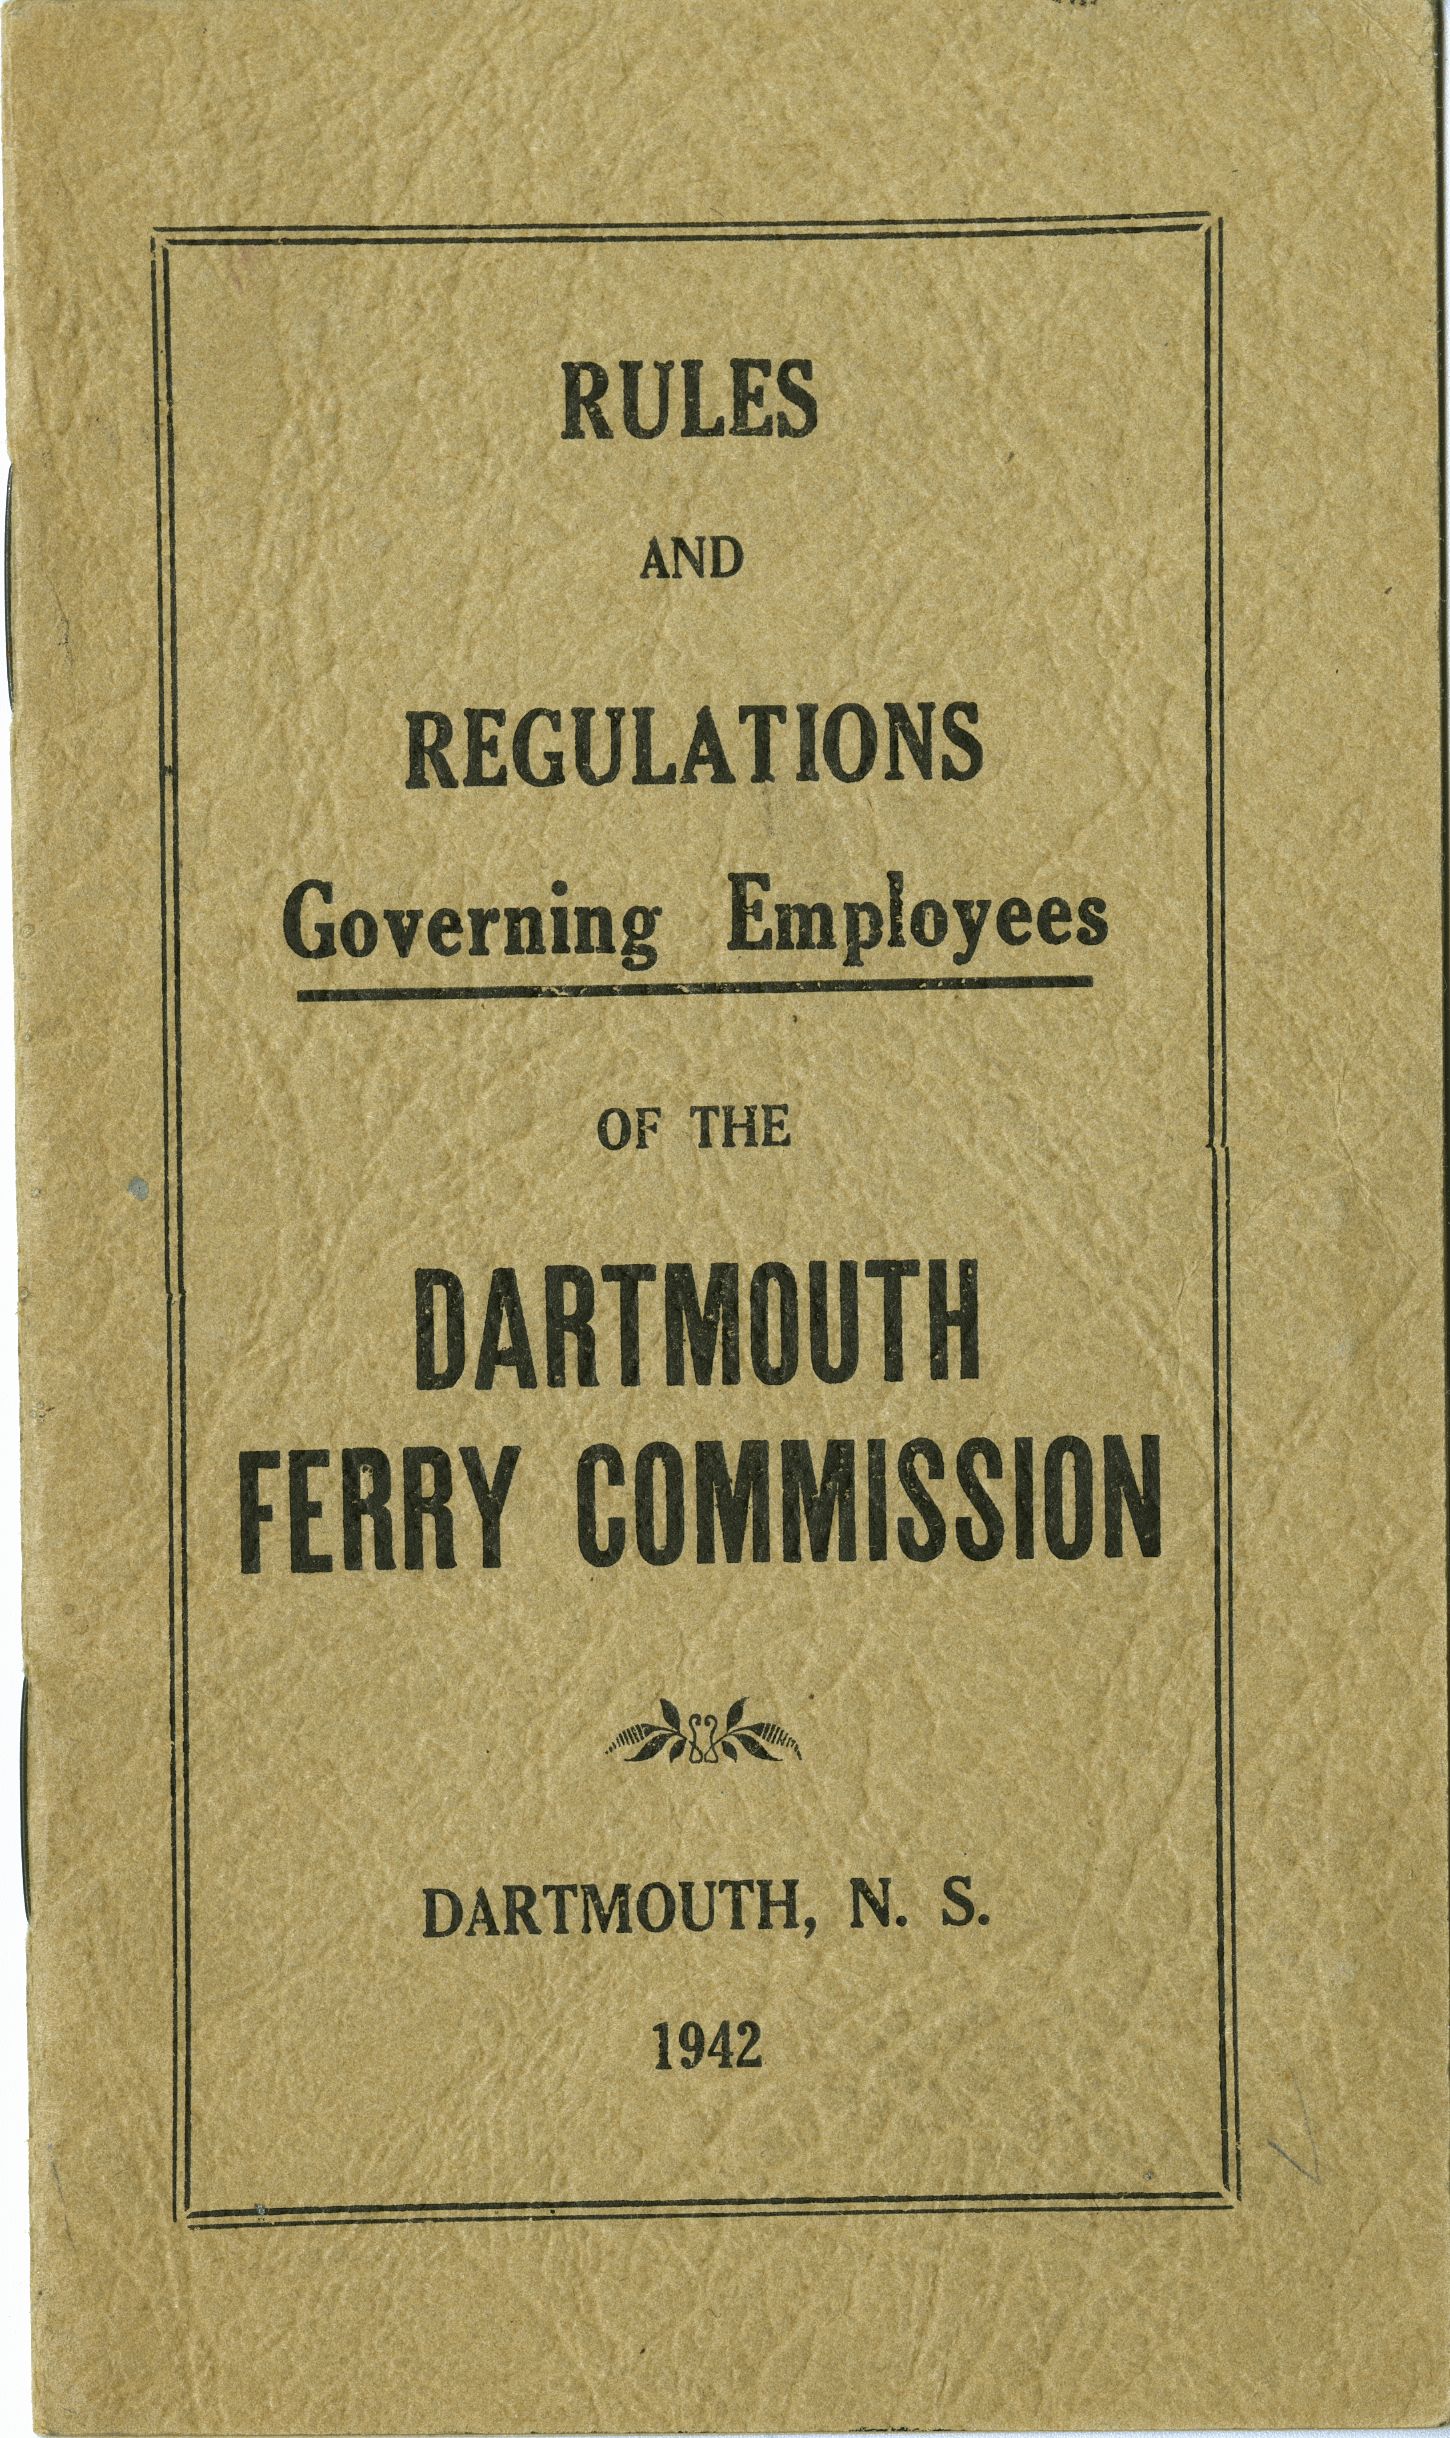 RULES
AND
REGULATIONS
Governing Employees
OF THE
DARTMOUTH
FERRY COMMISSION
DARTMOUTH, N. S.
1942